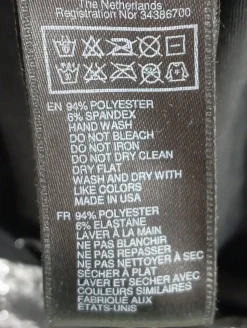 The Netherlands
Registration Nor 34386700
EN 94% POLYESTER
6% SPANDEX
HAND WASH
DO NOT BLEACH
DO NOT IRON
DO NOT DRY CLEAN
DRY FLAT
WASH AND DRY WITH
LIKE COLORS
MADE IN USA
FR 94% POLYESTER
6% ELASTANE
LAVER À LA MAIN
NE PAS BLANCHIR
NE PAS REPASSER
NE PAS NETTOYER À SEC
SÉCHER À PLAT
LAVER ET SÉCHER AVEC
COULEURS SIMILAIRES
FABRIQUÉ AUX
ÉTATS-UNIS